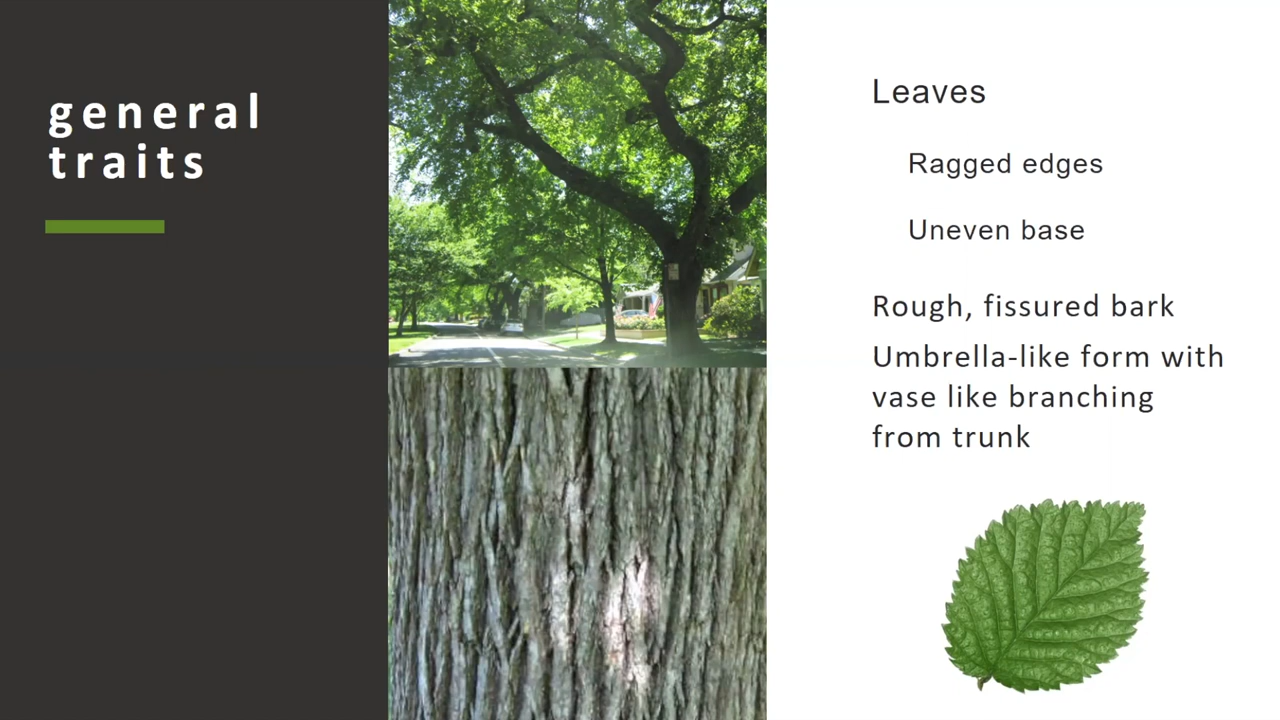 general
traits
Leaves
Ragged edges
Uneven base
Rough, fissured bark
Umbrella-like form with
vase like branching
from trunk